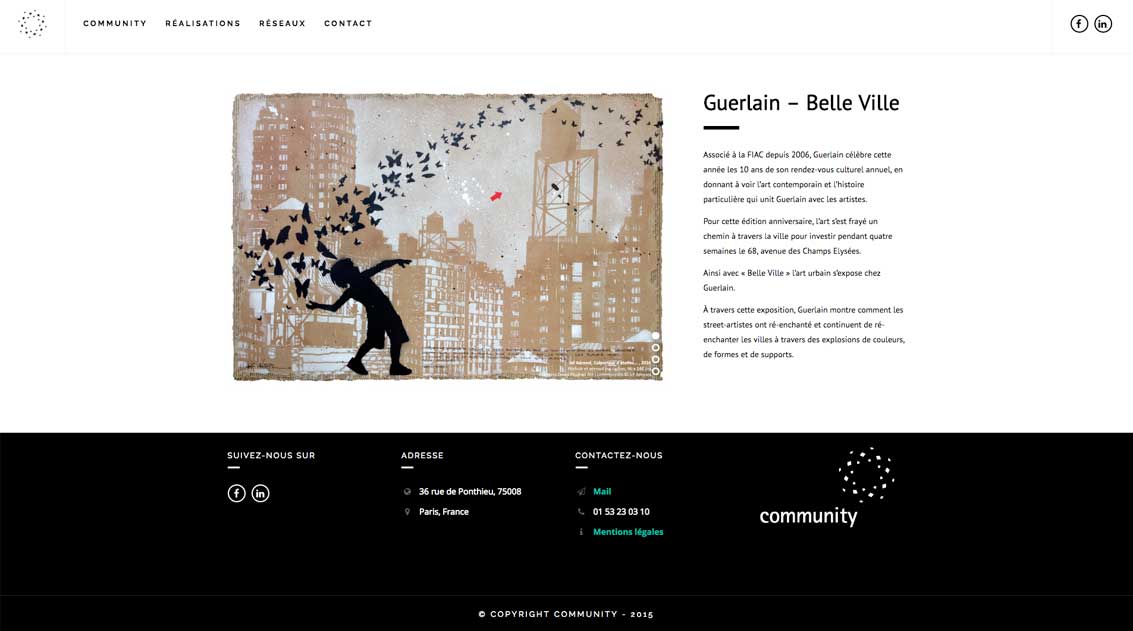 COMMUNITY RÉALISATIONS RÉSEAUX CONTACT
Guerlain – Belle Ville
Associé à la FIAC depuis 2006, Guerlain célèbre cette
année les 10 ans de son rendez-vous culturel annuel, en
donnant à voir l'art contemporain et l'histoire
particulière qui unit Guerlain avec les artistes.
Pour cette édition anniversaire, l'art s'est frayé un
chemin à travers la ville pour investir pendant quatre
semaines le 68, avenue des Champs Elysées.
Ainsi avec « Belle Ville » l'art urbain s'expose chez
Guerlain.
À travers cette exposition, Guerlain montre comment les
street-artistes ont ré-enchanté et continuent de ré-
enchanter les villes à travers des explosions de couleurs,
de formes et de supports.
SUIVEZ-NOUS SUR
ADRESSE
36 rue de Ponthieu, 75008
Paris, France
CONTACTEZ-NOUS
Mail
01 53 23 03 10
Mentions légales
community
© COPYRIGHT COMMUNITY - 2015